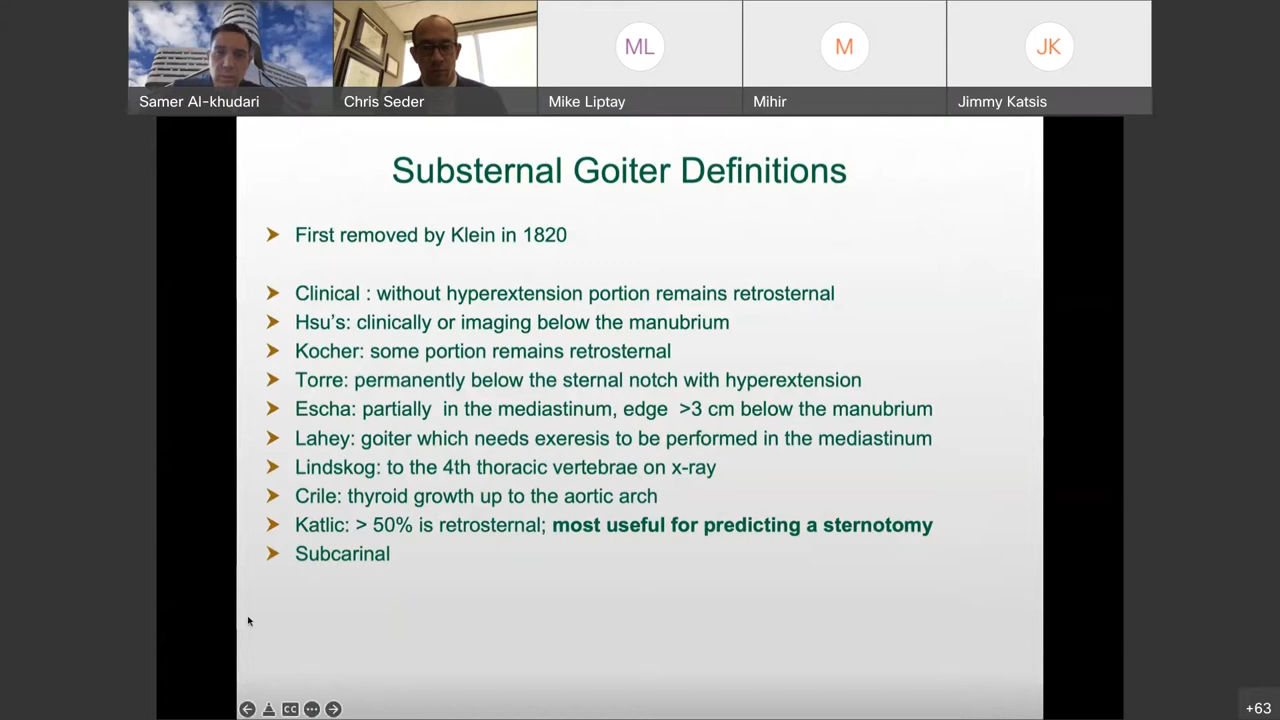 ML
M
JK
Samer Al-khudari
Chris Seder
Mike Liptay
Mihir
Jimmy Katsis
Substernal Goiter Definitions
First removed by Klein in 1820
Clinical : without hyperextension portion remains retrosternal
Hsu's: clinically or imaging below the manubrium
Kocher: some portion remains retrosternal
Torre: permanently below the sternal notch with hyperextension
Escha: partially in the mediastinum, edge >3 cm below the manubrium
Lahey: goiter which needs exeresis to be performed in the mediastinum
Lindskog: to the 4th thoracic vertebrae on x-ray
Crile: thyroid growth up to the aortic arch
Katlic: > 50% is retrosternal; most useful for predicting a sternotomy
Subcarinal
CC
+63